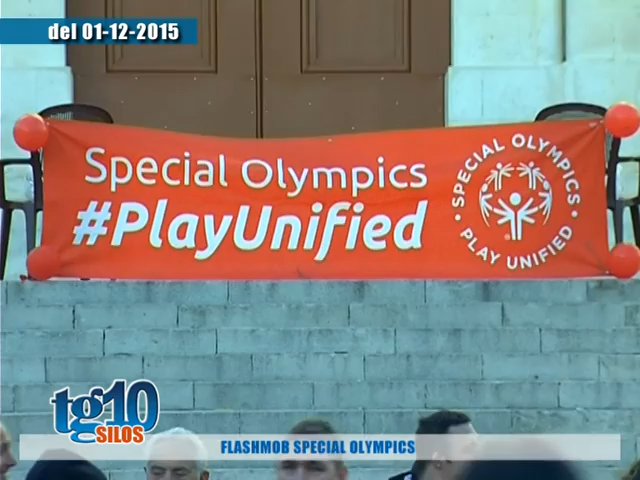 del 01-12-2015
Special Olympics
#PlayUnified
SPECIAL OLYMPICS
PLAY UNIFIED
tg10
SILOS
FLASHMOB SPECIAL OLYMPICS